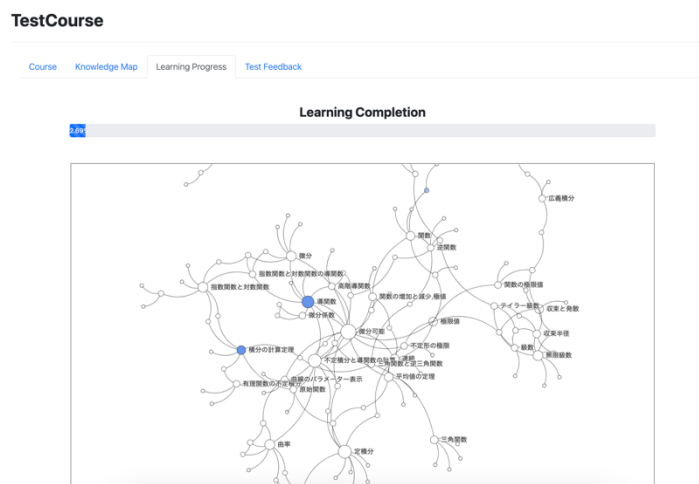 TestCourse
Course
Knowledge Map
Learning Progress
Test Feedback
Learning Completion
広義積分
関数
逆関数
微分
指数関数と対数関数の導関数
指数関数と対数関数
高階導関数
関数の極限値
導関数
関数の増加と減少,極値
テイラー級数
収束と発散
微分係数
極限値
微分可能
収束半径
不定形の極限
級数
積分の計算定理
無限級数
不定積分と導関数の
三角関数と逆三角関数
平均値の定理
有理関数の不定積分
曲線のパラメーター表示
原始関数
三角関数
曲率
定積分